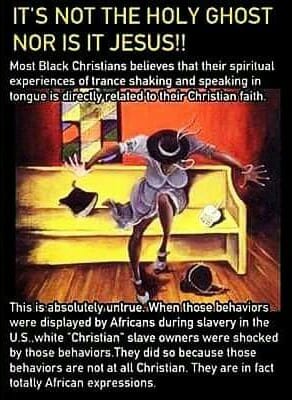 IT'S NOT THE HOLY GHOST
NOR IS IT JESUS!!
Most Black Christians believes that their spiritual
experiences of trance shaking and speaking in
tongue is directly related to their Christian faith.
This is absolutely untrue. When those behaviors
were displayed by Africans during slavery in the
U.S..white "Christian" slave owners were shocked
by those behaviors.They did so because those
behaviors are not at all Christian. They are in fact
totally African expressions.